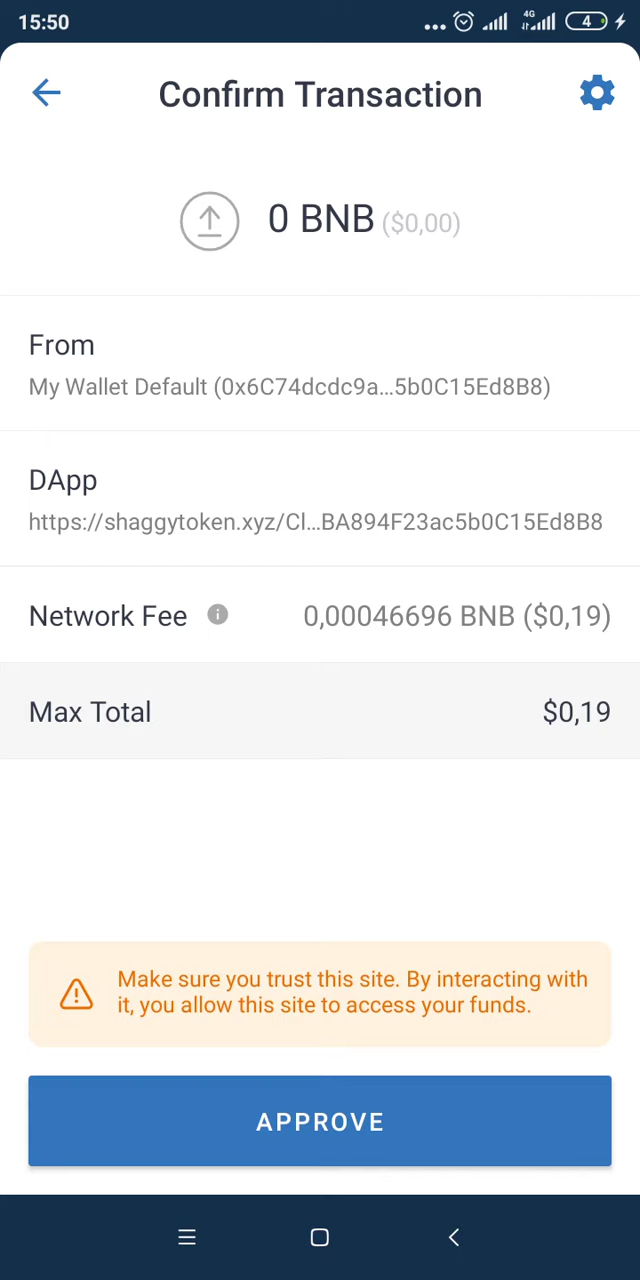 15:50
4G
4
Confirm Transaction
0 BNB ($0,00)
From
My Wallet Default (0x6C74dcdc9a...5b0C15Ed8B8)
DApp
https://shaggytoken.xyz/Cl...BA894F23ac5b0C15Ed8B8
Network Fee 0,00046696 BNB ($0,19)
Max Total $0,19
Make sure you trust this site. By interacting with
it, you allow this site to access your funds.
APPROVE